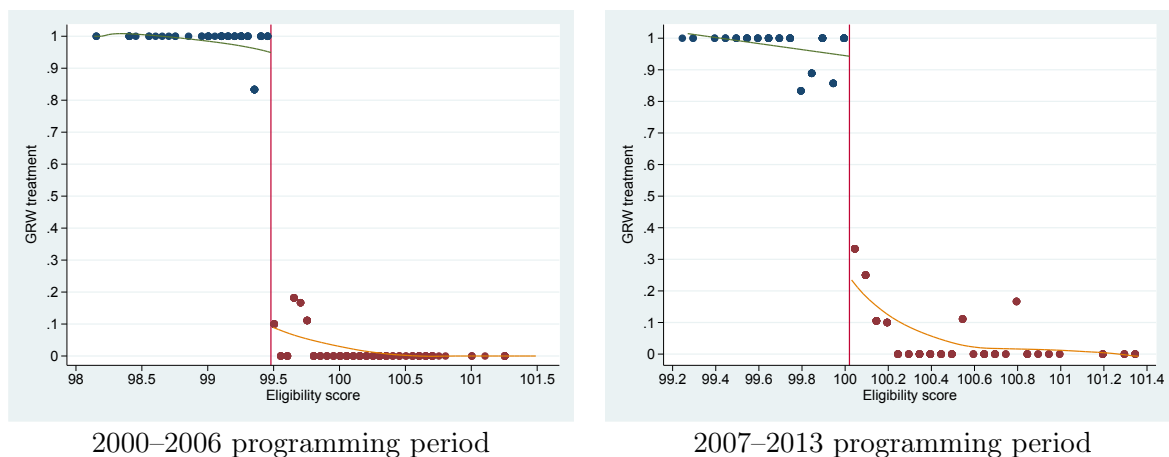 GRW treatment
1
.9
.8
.7
.6
.5
.4
.3
.2
.1
0
98 98.5 99 99.5 100 100.5 101 101.5
Eligibility score
2000–2006 programming period
GRW treatment
1
.9
.8
.7
.6
.5
.4
.3
.2
.1
0
99.2 99.4 99.6 99.8 100 100.2 100.4 100.6 100.8 101 101.2 101.4
Eligibility score
2007–2013 programming period